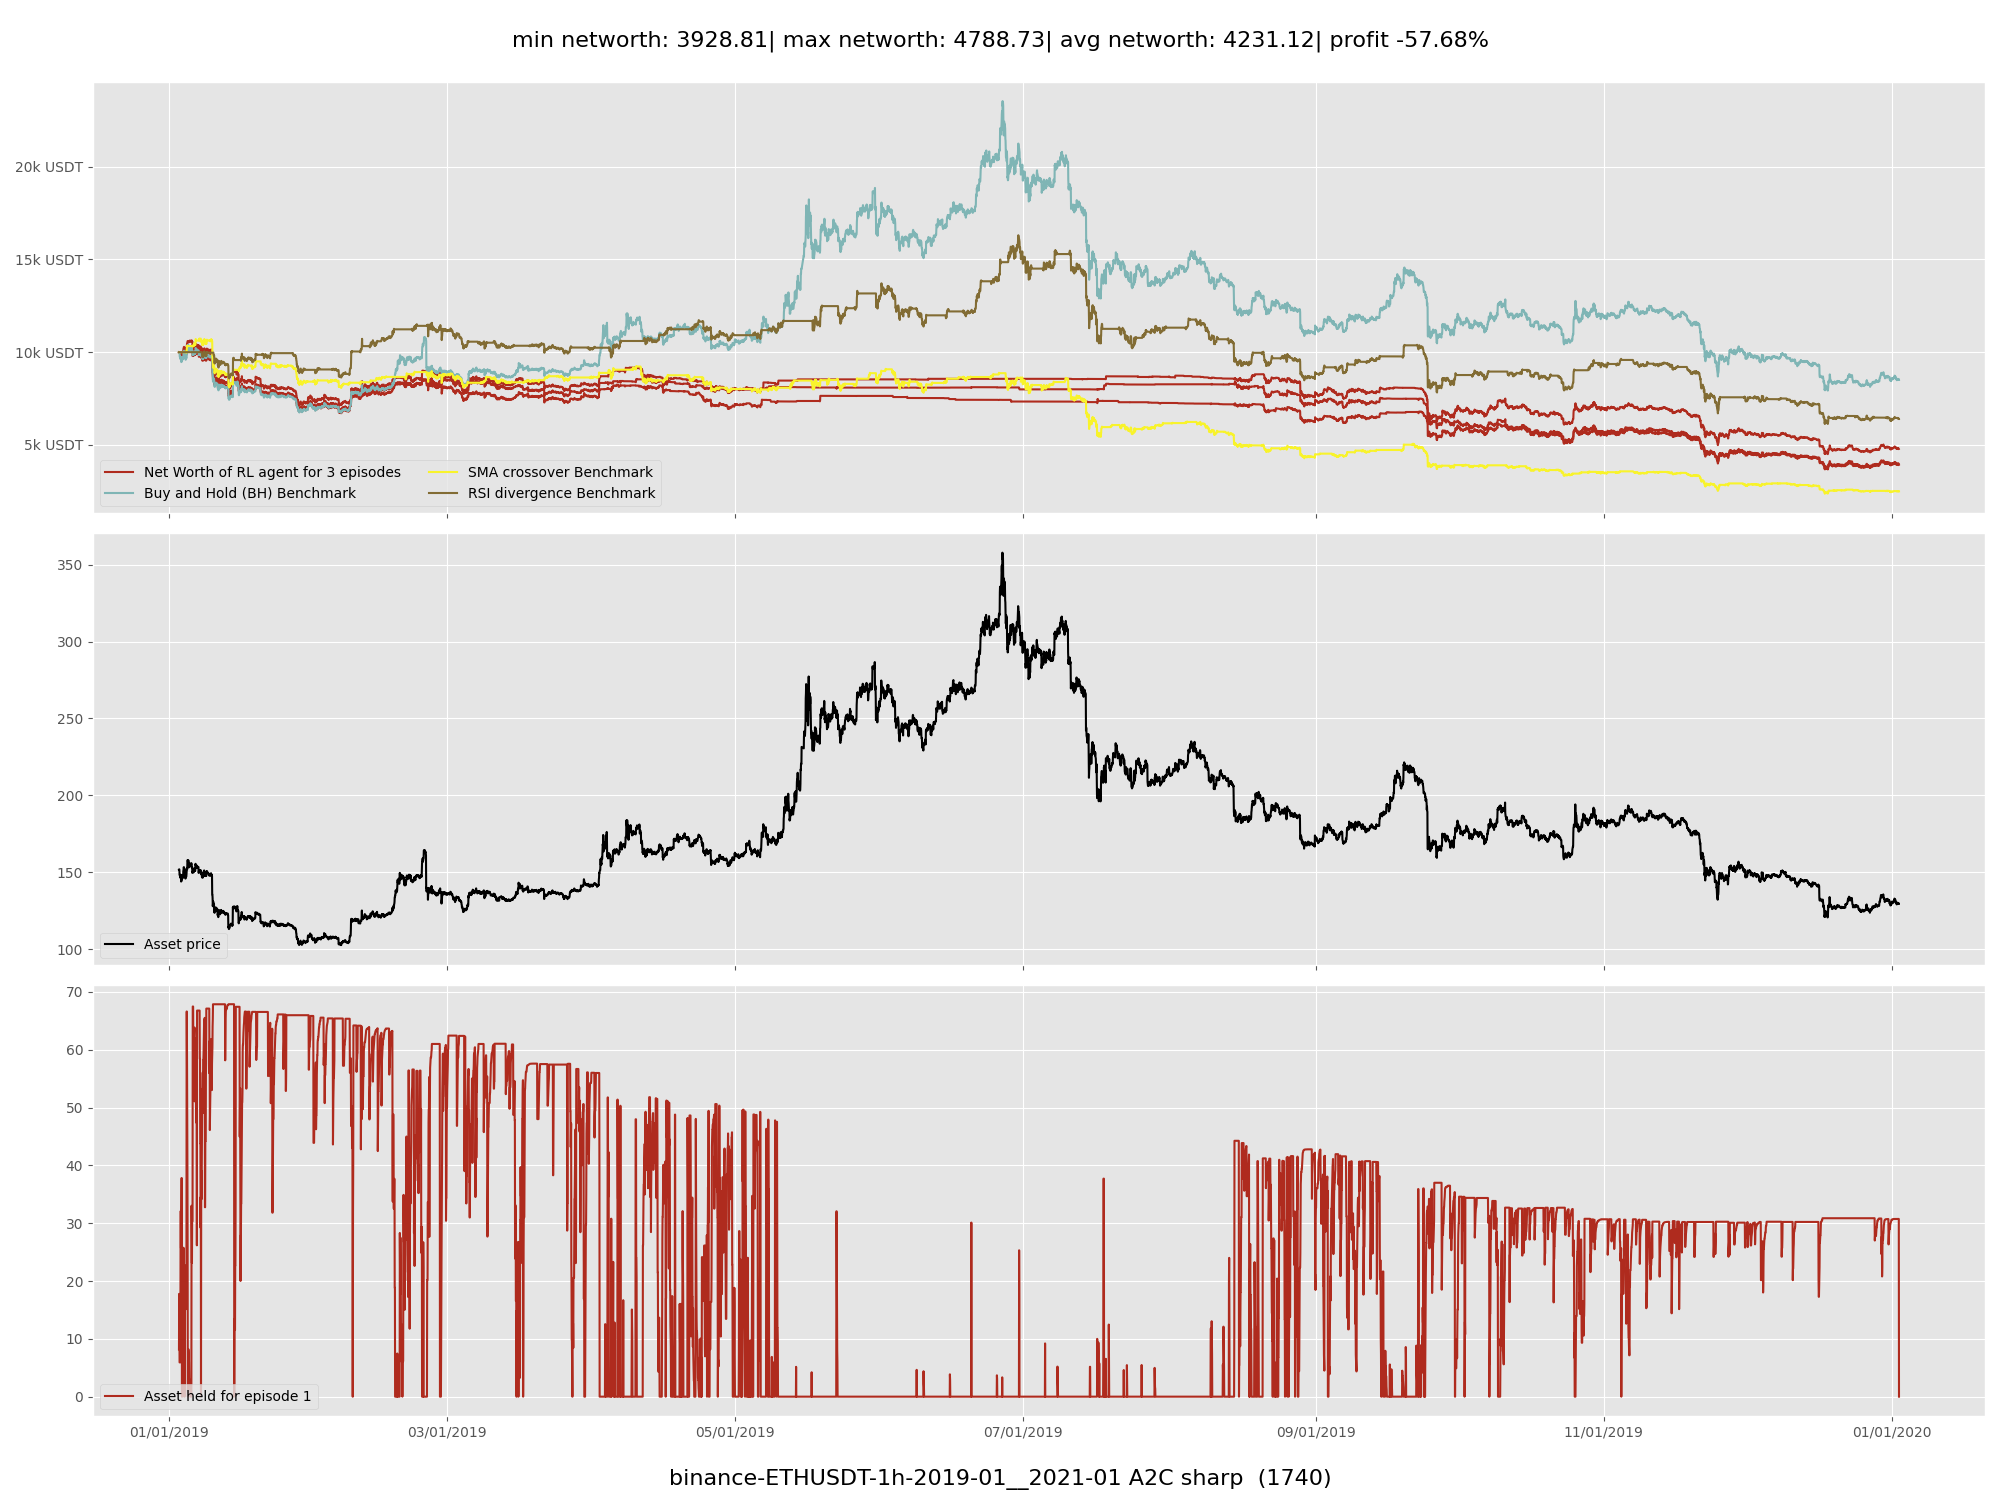 min networth: 3928.81| max networth: 4788.73| avg networth: 4231.12| profit -57.68%
20k USDT
15k USDT
10k USDT
5k USDT
Net Worth of RL agent for 3 episodes
Buy and Hold (BH) Benchmark
SMA crossover Benchmark
RSI divergence Benchmark
350
300
250
200
150
100
Asset price
70
60
50
40
30
20
10
0
Asset held for episode 1
01/01/2019
03/01/2019
05/01/2019
07/01/2019
09/01/2019
11/01/2019
01/01/2020
binance-ETHUSDT-1h-2019-01__2021-01 A2C sharp  (1740)